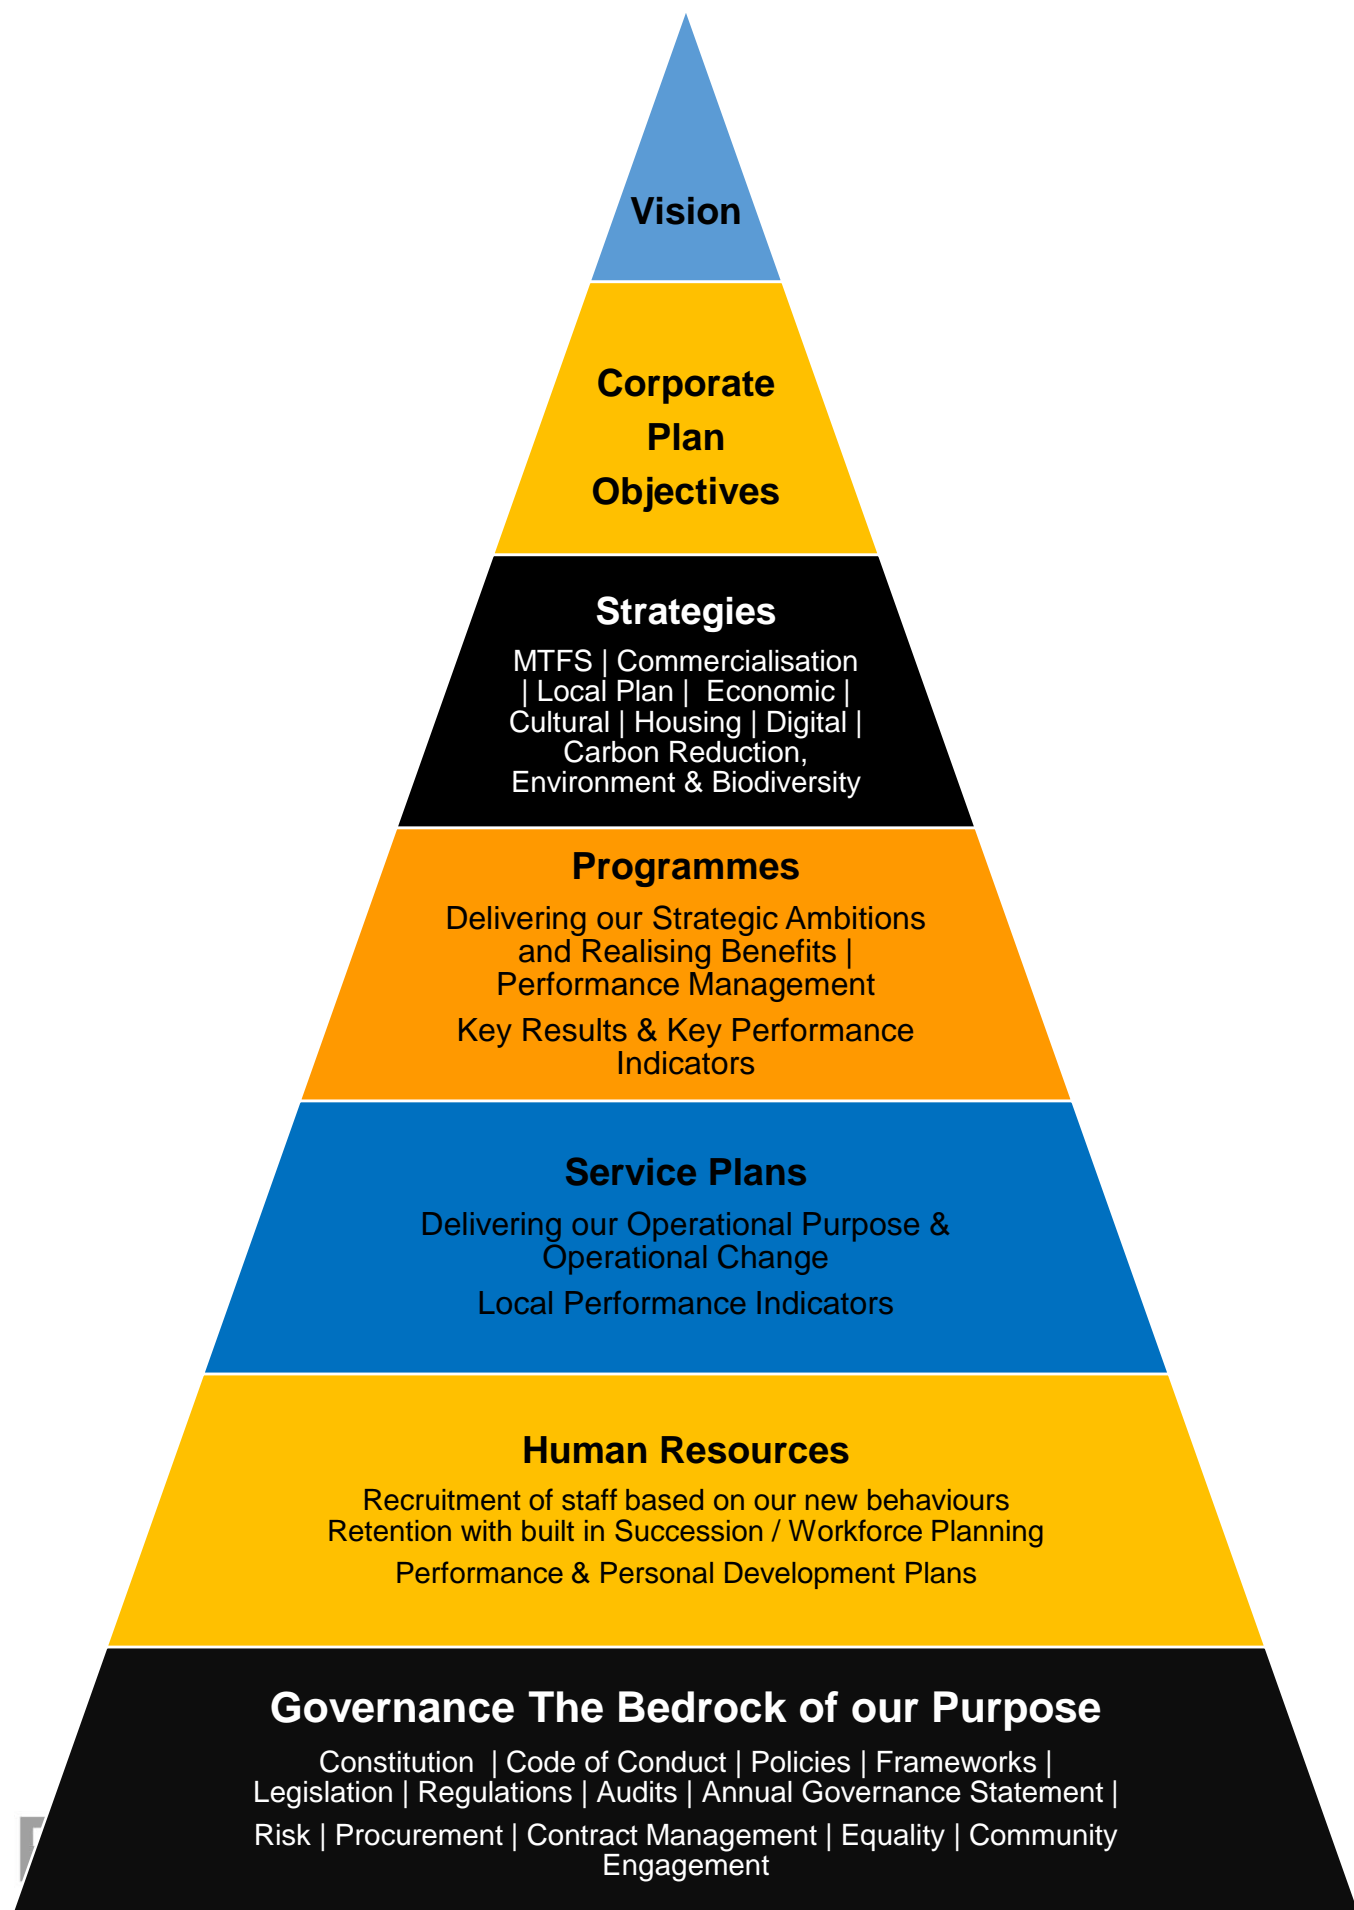 Vision
Corporate
Plan
Objectives
Strategies
MTFS | Commercialisation
| Local Plan |  Economic |
Cultural | Housing | Digital |
Carbon Reduction,
Environment & Biodiversity
Programmes
Delivering our Strategic Ambitions
and Realising Benefits |
Performance Management
Key Results & Key Performance
Indicators
Service Plans
Delivering our Operational Purpose &
Operational Change
Local Performance Indicators
Human Resources
Recruitment of staff based on our new behaviours
Retention with built in Succession / Workforce Planning
Performance & Personal Development Plans
Governance The Bedrock of our Purpose
Constitution  | Code of Conduct | Policies | Frameworks |
Legislation | Regulations | Audits | Annual Governance Statement |
Risk | Procurement | Contract Management | Equality | Community
Engagement